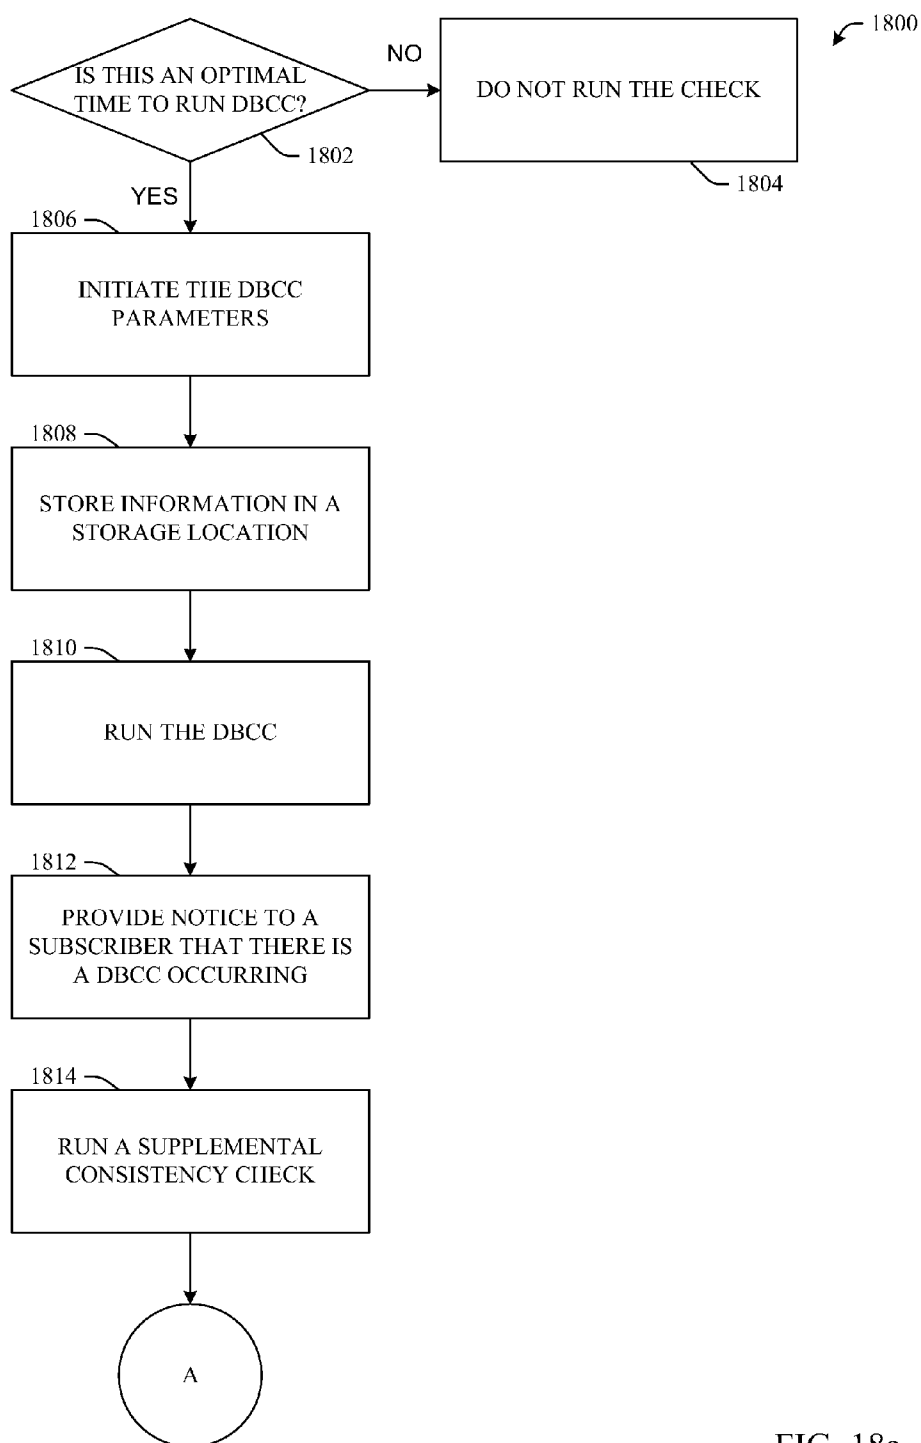 1800
IS THIS AN OPTIMAL
TIME TO RUN DBCC?
NO
DO NOT RUN THE CHECK
1802
1804
YES
1806
INITIATE THE DBCC
PARAMETERS
1808
STORE INFORMATION IN A
STORAGE LOCATION
1810
RUN THE DBCC
1812
PROVIDE NOTICE TO A
SUBSCRIBER THAT THERE IS
A DBCC OCCURRING
1814
RUN A SUPPLEMENTAL
CONSISTENCY CHECK
A
FIG. 18a